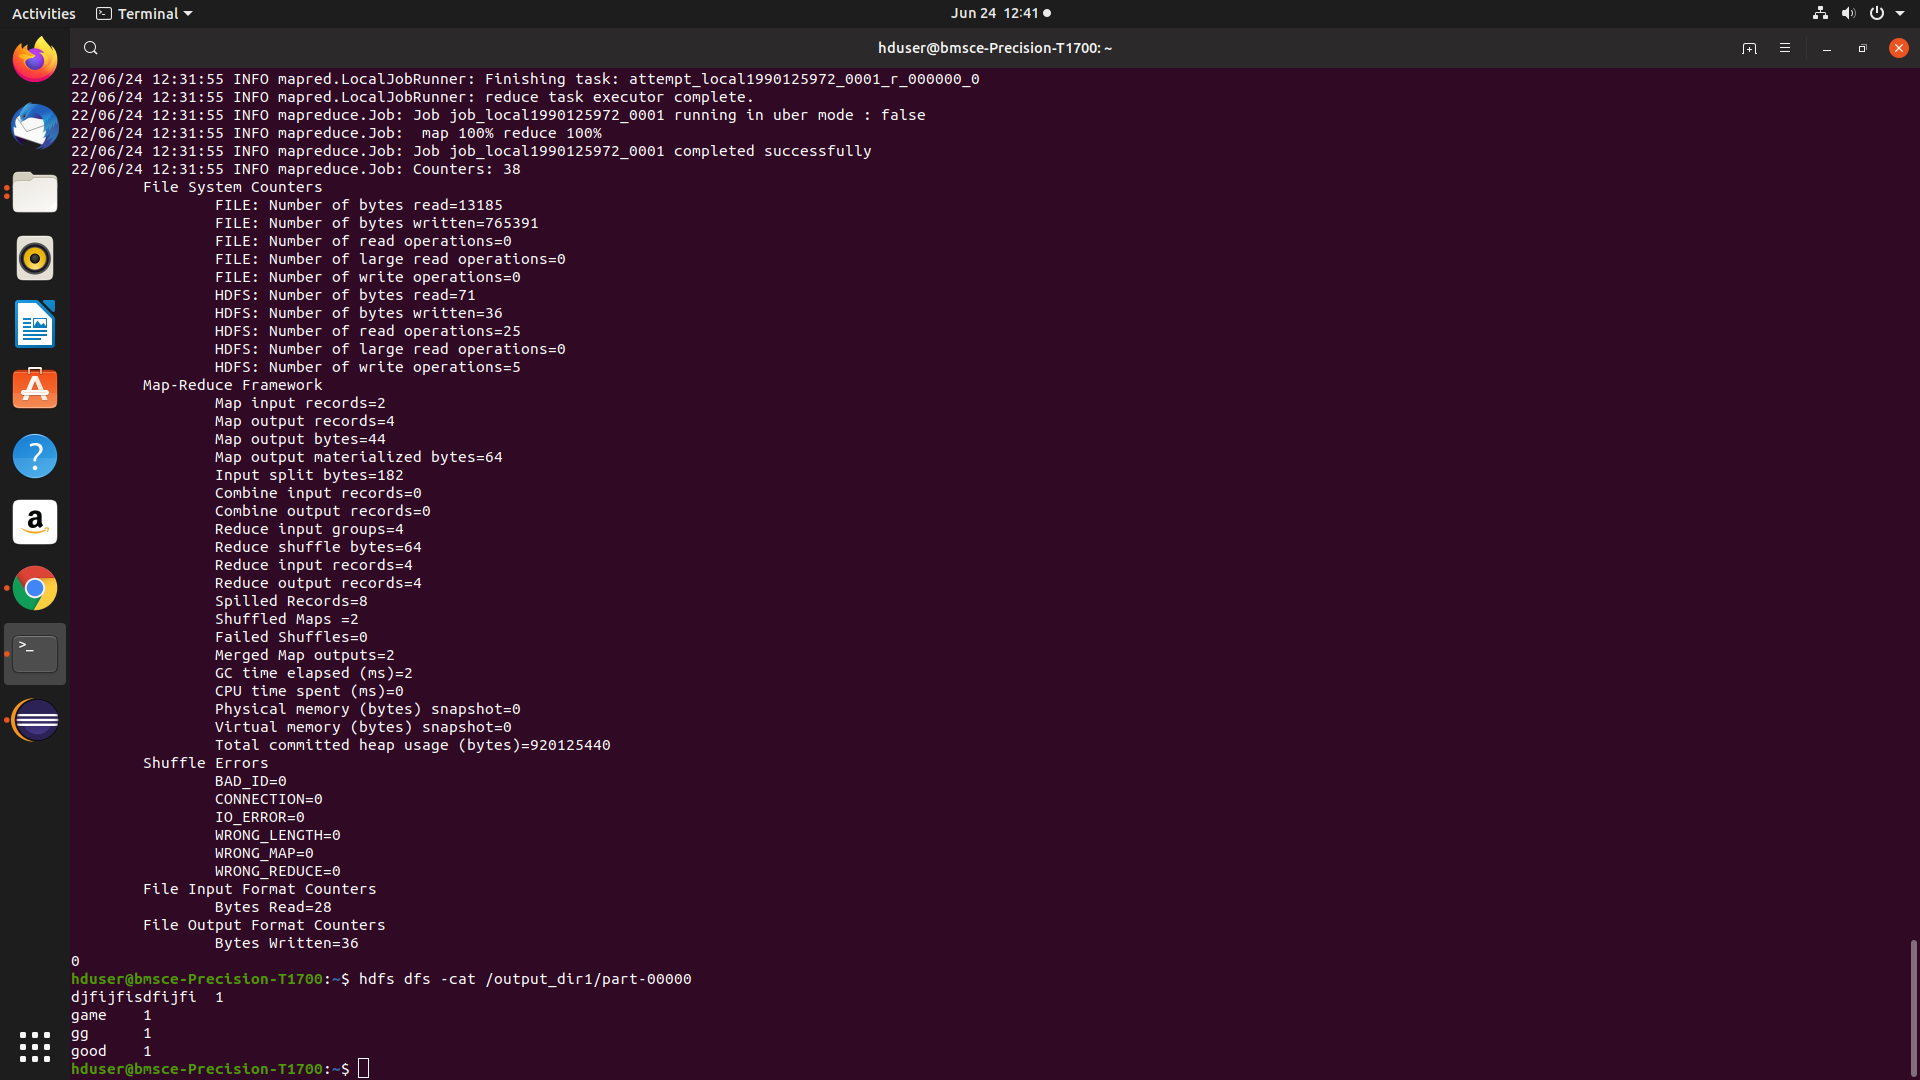 Activities Terminal Jun 24 12:41
hduser@bmsce-Precision-T1700: ~
22/06/24 12:31:55 INFO mapred.LocalJobRunner: Finishing task: attempt_local1990125972_0001_r_000000_0
22/06/24 12:31:55 INFO mapred.LocalJobRunner: reduce task executor complete.
22/06/24 12:31:55 INFO mapreduce.Job: Job job_local1990125972_0001 running in uber mode : false
22/06/24 12:31:55 INFO mapreduce.Job:  map 100% reduce 100%
22/06/24 12:31:55 INFO mapreduce.Job: Job job_local1990125972_0001 completed successfully
22/06/24 12:31:55 INFO mapreduce.Job: Counters: 38
File System Counters
FILE: Number of bytes read=13185
FILE: Number of bytes written=765391
FILE: Number of read operations=0
FILE: Number of large read operations=0
FILE: Number of write operations=0
HDFS: Number of bytes read=71
HDFS: Number of bytes written=36
HDFS: Number of read operations=25
HDFS: Number of large read operations=0
HDFS: Number of write operations=5
Map-Reduce Framework
Map input records=2
Map output records=4
Map output bytes=44
Map output materialized bytes=64
Input split bytes=182
Combine input records=0
Combine output records=0
Reduce input groups=4
Reduce shuffle bytes=64
Reduce input records=4
Reduce output records=4
Spilled Records=8
Shuffled Maps =2
Failed Shuffles=0
Merged Map outputs=2
GC time elapsed (ms)=2
CPU time spent (ms)=0
Physical memory (bytes) snapshot=0
Virtual memory (bytes) snapshot=0
Total committed heap usage (bytes)=920125440
Shuffle Errors
BAD_ID=0
CONNECTION=0
IO_ERROR=0
WRONG_LENGTH=0
WRONG_MAP=0
WRONG_REDUCE=0
File Input Format Counters
Bytes Read=28
File Output Format Counters
Bytes Written=36
0
hduser@bmsce-Precision-T1700:~$ hdfs dfs -cat /output_dir1/part-00000
djfijfisdfijfi	1
game	1
gg	1
good	1
hduser@bmsce-Precision-T1700:~$